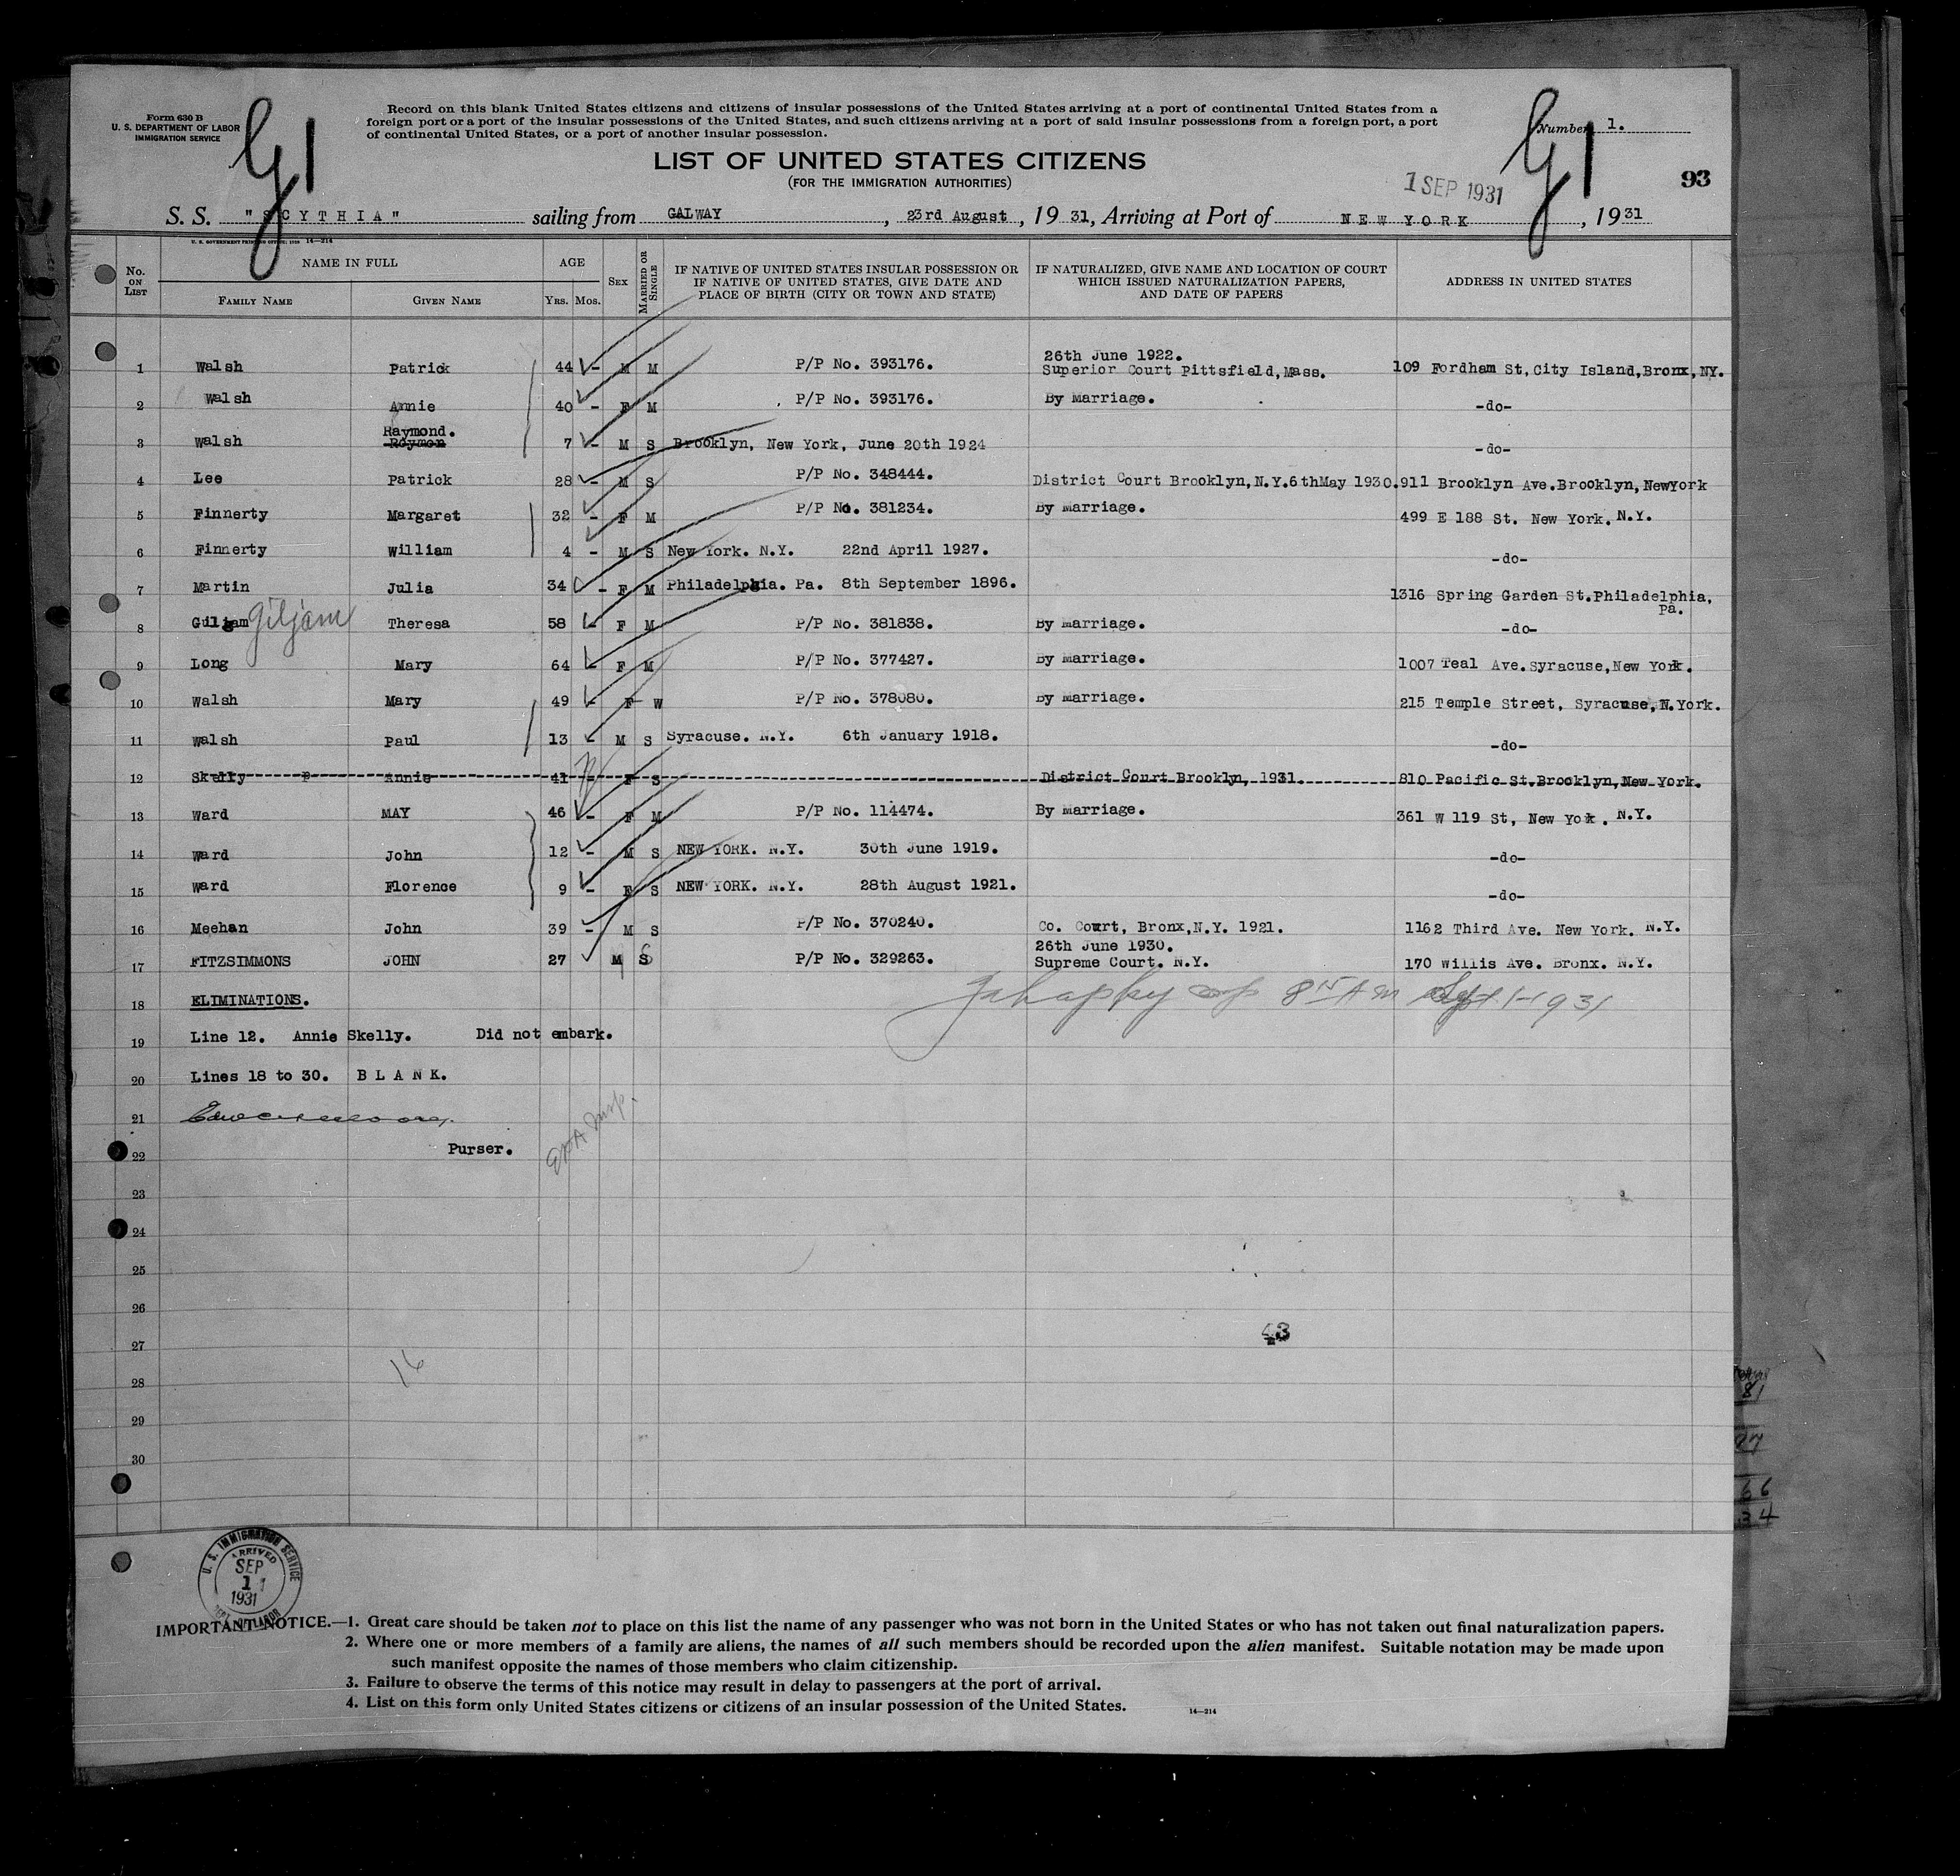 Form 630 B
U. S. DEPARTMENT OF LABOR
IMMIGRATION SERVICE
G1
Record on this blank United States citizens and citizens of insular possessions of the United States arriving at a port of continental United States from a
foreign port or a port of the insular possessions of the United States, and such citizens arriving at a port of said insular possessions from a foreign port, a port
of continental United States, or a port of another insular possession.
G1
Number 1.
LIST OF UNITED STATES CITIZENS
(FOR THE IMMIGRATION AUTHORITIES)
1 SEP 1931
93
S. S. "SCYTHIA" sailing from GALWAY, 23rd August, 19 31, Arriving at Port of NEW YORK, 19 31
U. S. GOVERNMENT PRINTING OFFICE: 14—214
No. ON LIST NAME IN FULL AGE SEX MARRIED OR SINGLE IF NATIVE OF UNITED STATES INSULAR POSSESSION OR IF NATIVE OF UNITED STATES, GIVE DATE AND PLACE OF BIRTH (CITY OR TOWN AND STATE) IF NATURALIZED, GIVE NAME AND LOCATION OF COURT WHICH ISSUED NATURALIZATION PAPERS, AND DATE OF PAPERS ADDRESS IN UNITED STATES
FAMILY NAME GIVEN NAME YRS. MOS.
1 Walsh Patrick 44 - M M P/P No. 393176. 26th June 1922. Superior Court Pittsfield, Mass. 109 Fordham St, City Island, Bronx, NY.
2 Walsh Annie 40 - F M P/P No. 393176. By Marriage. -do-
3 Walsh Raymond. Roymon 7 - M S Brooklyn, New York, June 20th 1924 -do-
4 Lee Patrick 28 - M S P/P No. 348444. District Court Brooklyn, N.Y. 6thMay 1930. 911 Brooklyn Ave. Brooklyn, NewYork
5 Finnerty Margaret 32 - F M P/P No. 381234. By Marriage. 499 E 188 St. New York. N.Y.
6 Finnerty William 4 - M S New York. N.Y. 22nd April 1927. -do-
7 Martin Julia 34 - F M Philadelphia. Pa. 8th September 1896. 1316 Spring Garden St. Philadelphia, Pa.
8 Giljam Theresa 58 - F M P/P No. 381838. By Marriage. -do-
9 Long Mary 64 - F M P/P No. 377427. By Marriage. 1007 Teal Ave. Syracuse, New York.
10 Walsh Mary 49 - F W P/P No. 378080. By Marriage. 215 Temple Street, Syracuse, N.York.
11 Walsh Paul 13 - M S Syracuse. N.Y. 6th January 1918. -do-
12 Skelly Annie 41 - F S District Court Brooklyn, 1931. 810 Pacific St. Brooklyn, New York.
13 Ward MAY 46 - F M P/P No. 114474. By Marriage. 361 W 119 St, New York. N.Y.
14 Ward John 12 - M S NEW YORK. N.Y. 30th June 1919. -do-
15 Ward Florence 9 - F S NEW YORK. N.Y. 28th August 1921. -do-
16 Meehan John 39 - M S P/P No. 370240. Co. Court, Bronx, N.Y. 1921. 1162 Third Ave. New York. N.Y.
17 FITZSIMMONS JOHN 27 M S P/P No. 329263. 26th June 1930. Supreme Court. N.Y. 170 Willis Ave. Bronx. N.Y.
18 ELIMINATIONS.
19 Line 12. Annie Skelly. Did not embark.
20 Lines 18 to 30. BLANK.
21
22 Purser.
23
24
25
26
27
43
28
16
29
30
U. S. IMMIGRATION SERVICE
ARRIVED
SEP
1
1931
DEPT. OF LABOR
IMPORTANT NOTICE.—1. Great care should be taken not to place on this list the name of any passenger who was not born in the United States or who has not taken out final naturalization papers.
2. Where one or more members of a family are aliens, the names of all such members should be recorded upon the alien manifest. Suitable notation may be made upon
such manifest opposite the names of those members who claim citizenship.
3. Failure to observe the terms of this notice may result in delay to passengers at the port of arrival.
4. List on this form only United States citizens or citizens of an insular possession of the United States.
14—214